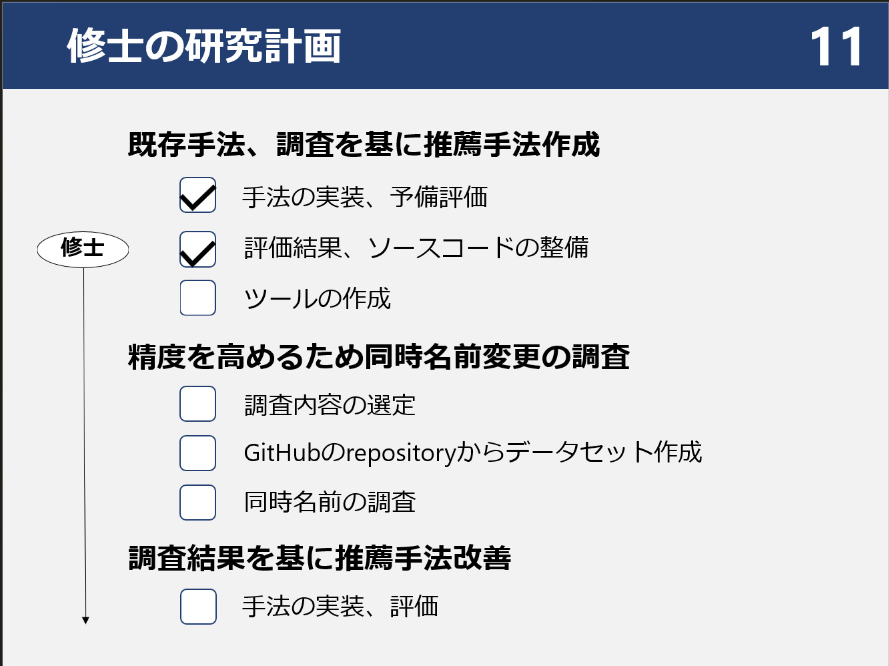 修士の研究計画
11
既存手法、調査を基に推薦手法作成
手法の実装、予備評価
修士
評価結果、ソースコードの整備
ツールの作成
精度を高めるため同時名前変更の調査
調査内容の選定
GitHubのrepositoryからデータセット作成
同時名前の調査
調査結果を基に推薦手法改善
手法の実装、評価